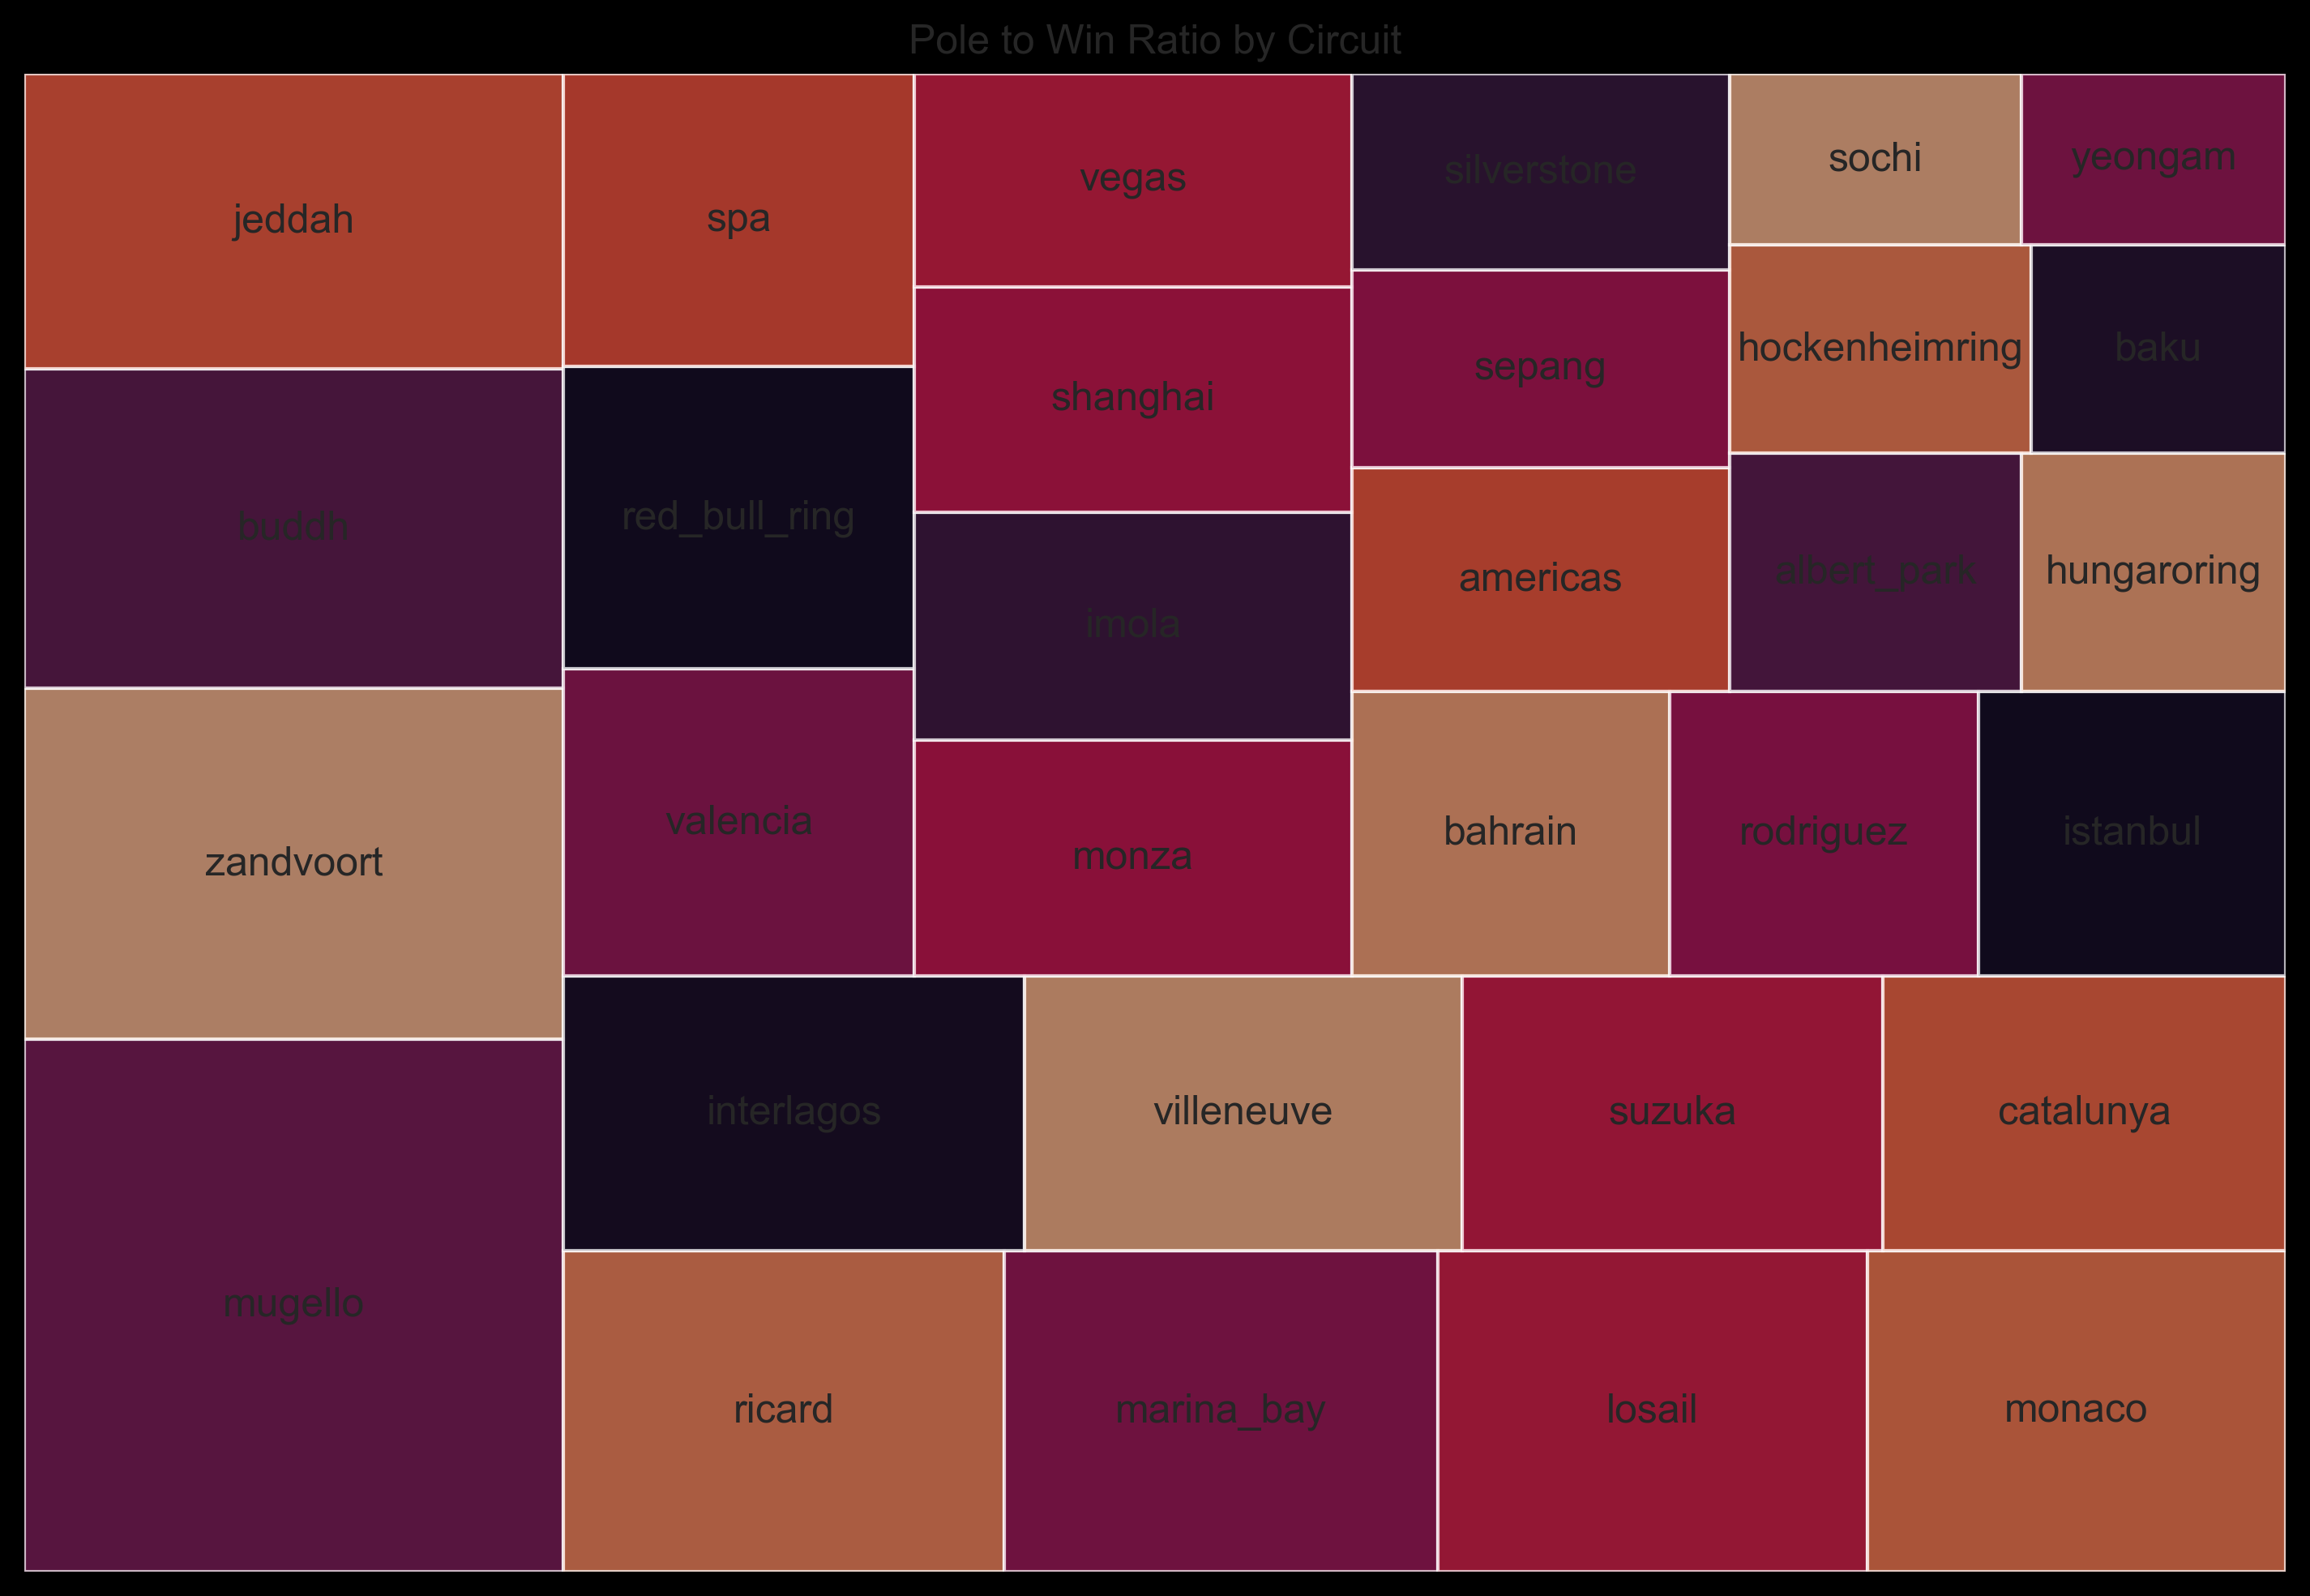 Pole to Win Ratio by Circuit
jeddah
spa
vegas
silverstone
sochi
yeongam
buddh
red_bull_ring
shanghai
sepang
hockenheimring
baku
imola
americas
albert_park
hungaroring
zandvoort
valencia
monza
bahrain
rodriguez
istanbul
mugello
interlagos
villeneuve
suzuka
catalunya
ricard
marina_bay
losail
monaco